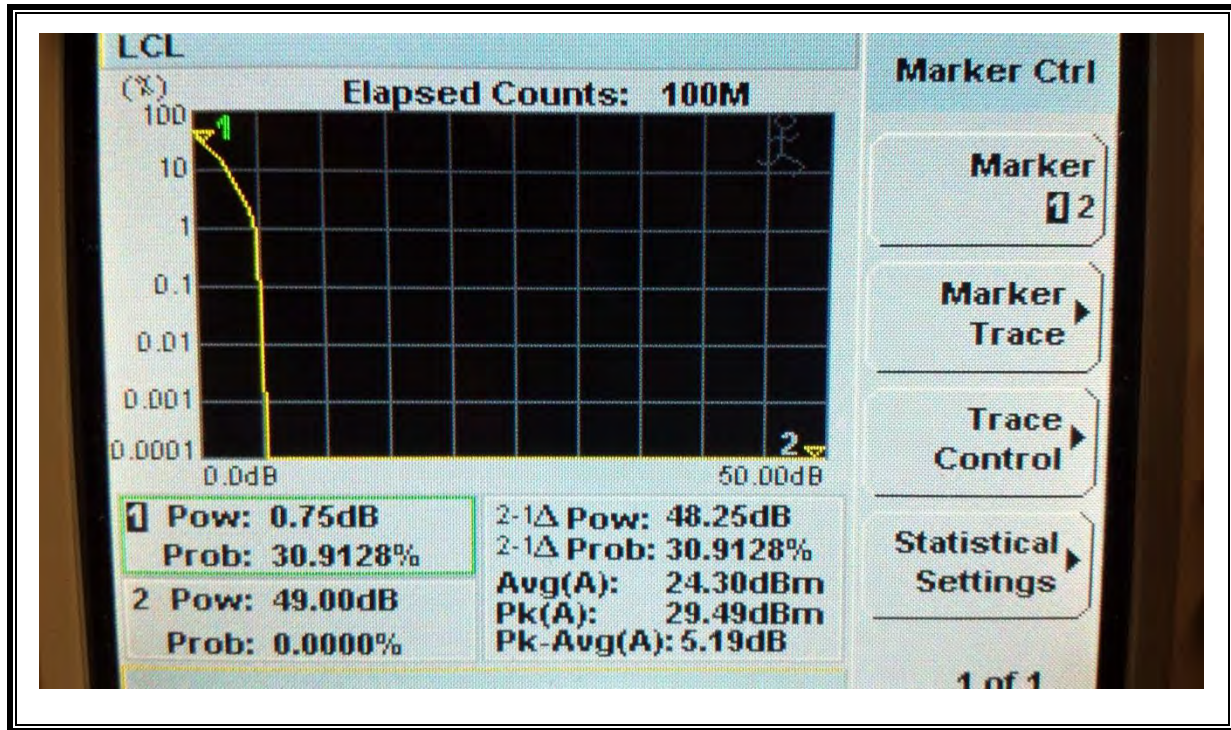 LCL
(%)
Elapsed Counts: 100M
100
10
1
0.1
0.01
0.001
0.0001
1
2
0.0dB
50.00dB
1 Pow: 0.75dB
Prob: 30.9128%
2 Pow: 49.00dB
Prob: 0.0000%
2-1Δ Pow: 48.25dB
2-1Δ Prob: 30.9128%
Avg(A): 24.30dBm
Pk(A): 29.49dBm
Pk-Avg(A): 5.19dB
Marker Ctrl
Marker
1 2
Marker
Trace
Trace
Control
Statistical
Settings
1 of 1